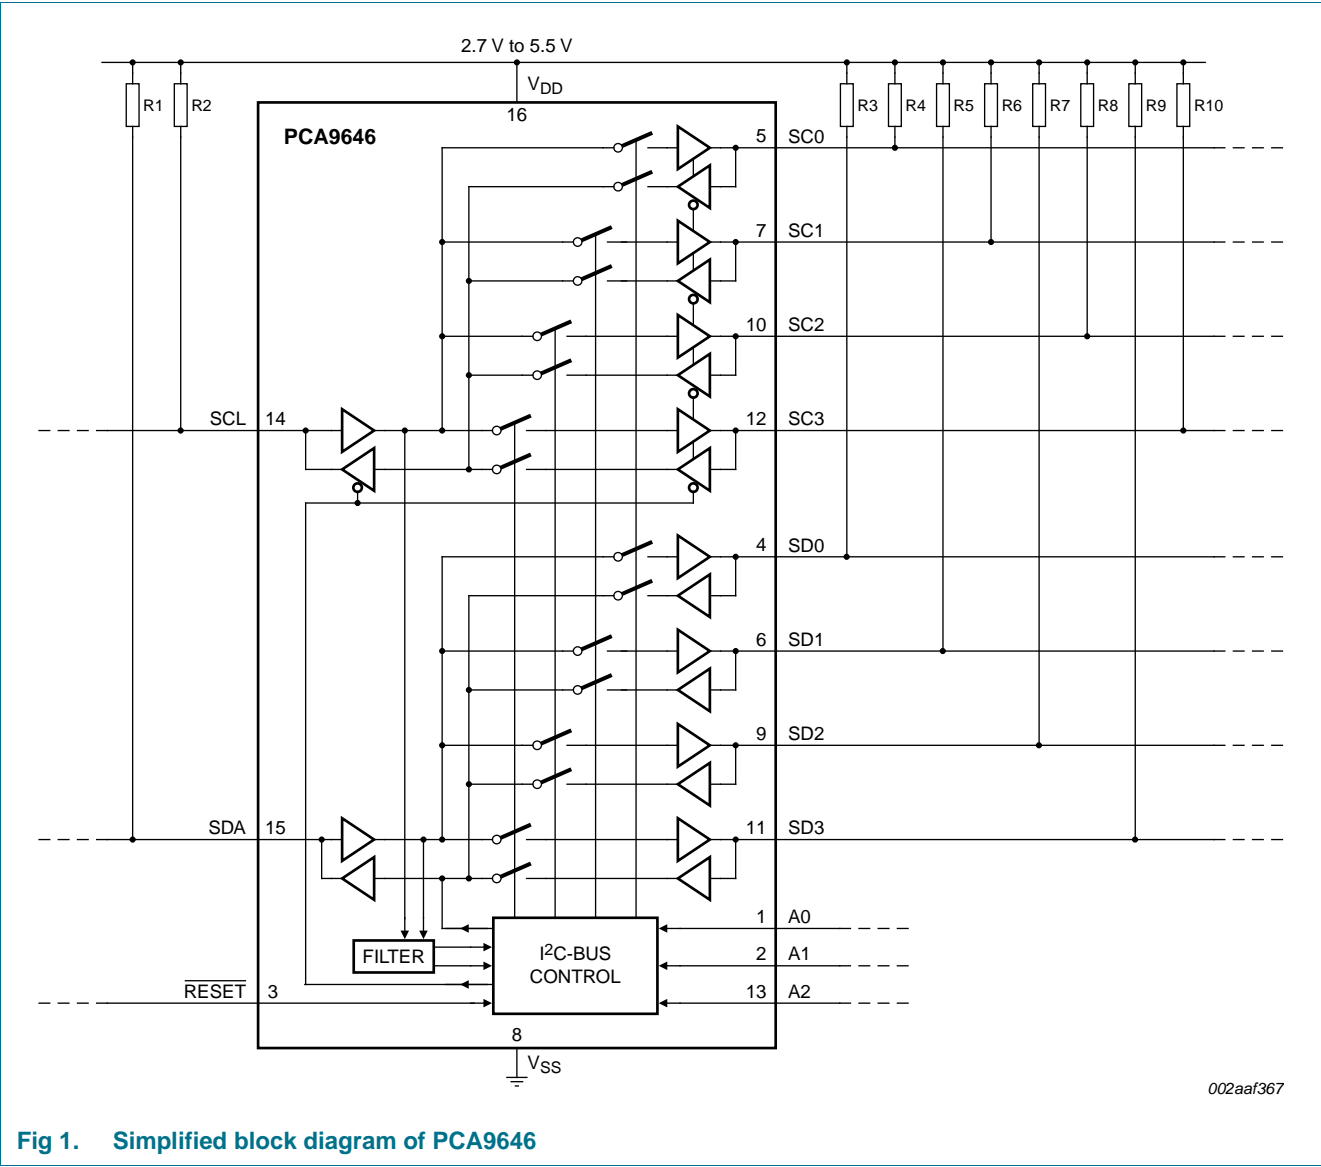 2.7 V to 5.5 V
R1 R2 VDD R3 R4 R5 R6 R7 R8 R9 R10
16
PCA9646
5 SC0
7 SC1
10 SC2
SCL 14 12 SC3
4 SD0
6 SD1
9 SD2
SDA 15 11 SD3
1 A0
FILTER I²C-BUS CONTROL 2 A1
RESET 3 13 A2
8
VSS
002aaf367
Fig 1. Simplified block diagram of PCA9646